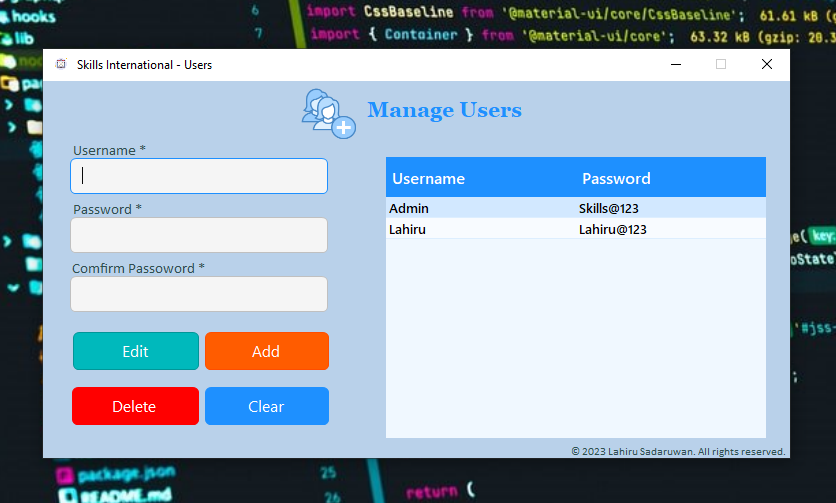 hooks
6 import CssBaseline from '@material-ui/core/CssBaseline'; 61.61 kB (gzip:
lib
7 import { Container } from '@material-ui/core'; 63.32 kB (gzip: 20.3
Skills International - Users
Manage Users
Username *
Password *
Comfirm Passoword *
Edit
Add
Delete
Clear
Username Password
Admin Skills@123
Lahiru Lahiru@123
© 2023 Lahiru Sadaruwan. All rights reserved.
key:
'#jss-
;
package.json 25
README.md 26 return (